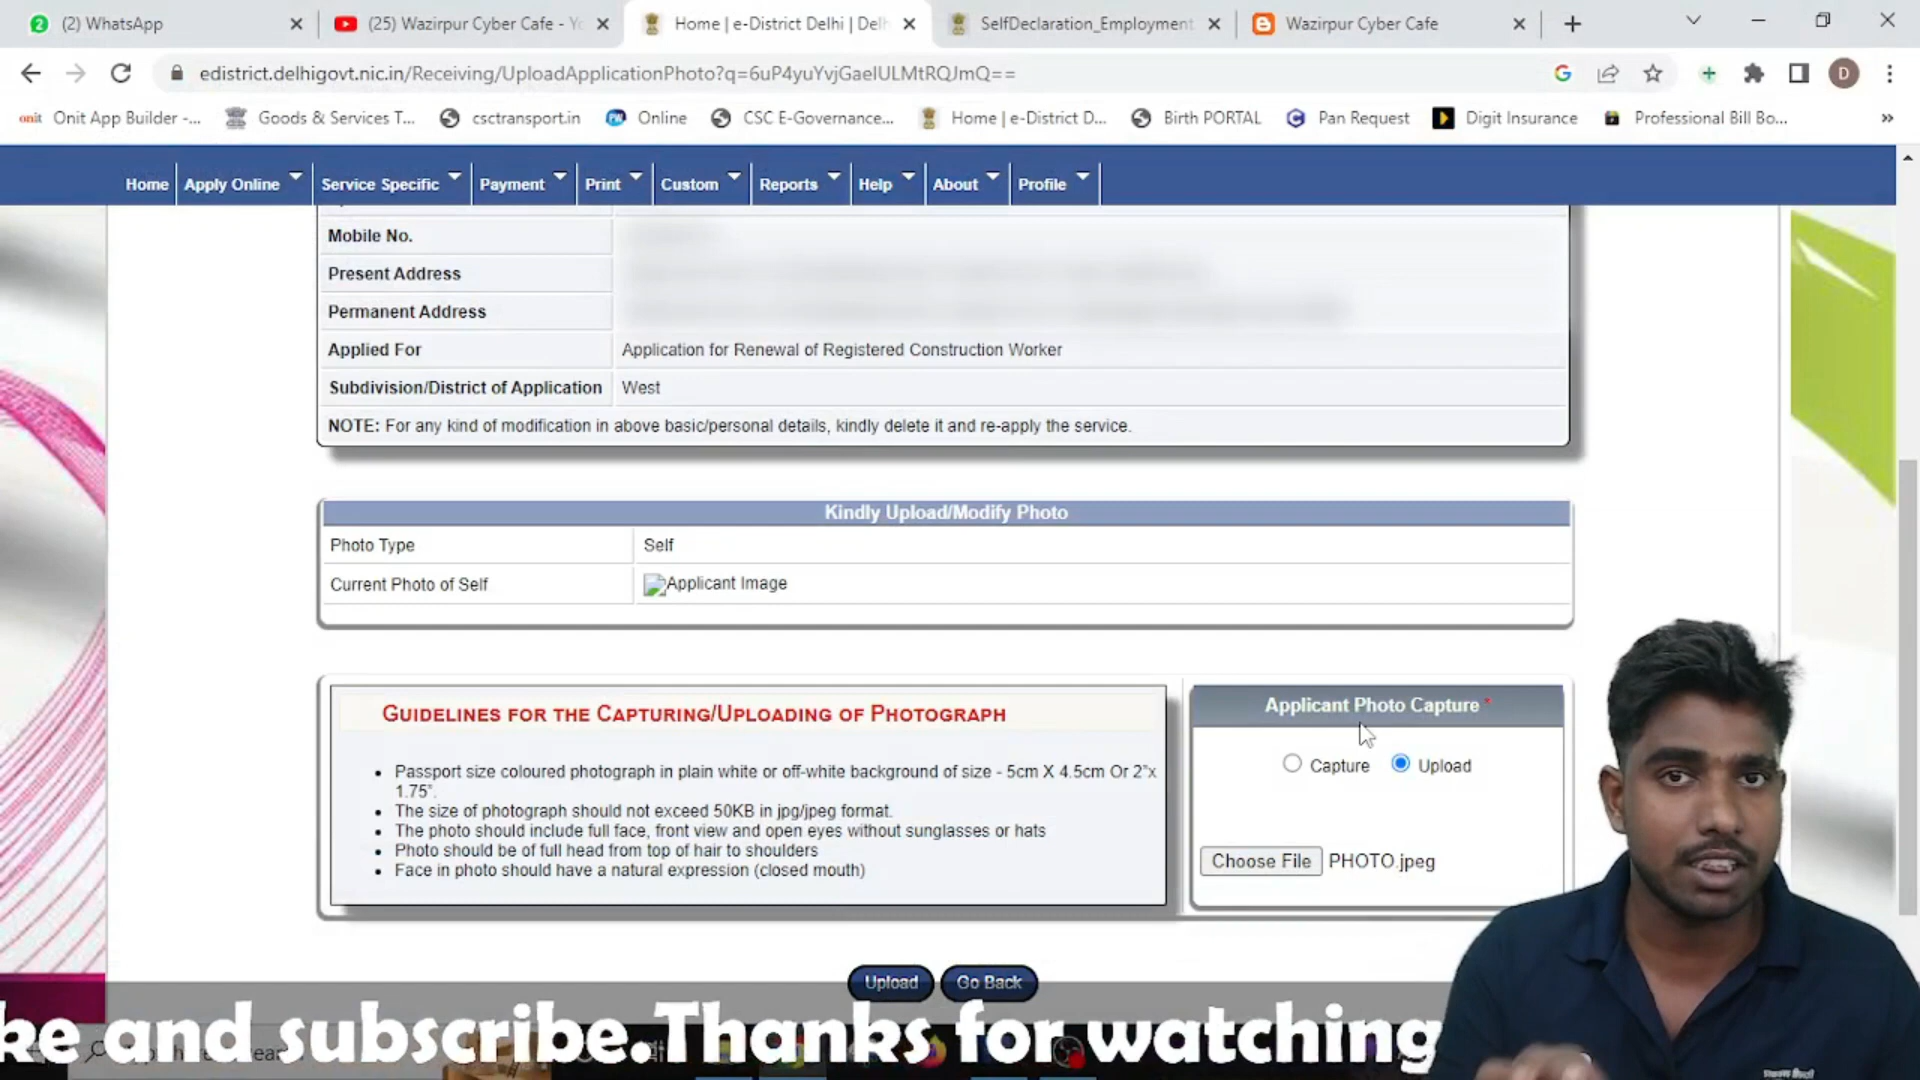 (2) WhatsApp
(25) Wazirpur Cyber Cafe - Yo
Home | e-District Delhi | Delh
SelfDeclaration_Employment
Wazirpur Cyber Cafe
edistrict.delhigovt.nic.in/Receiving/UploadApplicationPhoto?q=6uP4yuYvjGaelULMtRQJmQ==
D
onit Onit App Builder -...
Goods & Services T...
csctransport.in
Online
CSC E-Governance...
Home | e-District D...
Birth PORTAL
Pan Request
Digit Insurance
Professional Bill Bo...
»
Home
Apply Online
Service Specific
Payment
Print
Custom
Reports
Help
About
Profile
Mobile No.
Present Address
Permanent Address
Applied For Application for Renewal of Registered Construction Worker
Subdivision/District of Application West
NOTE: For any kind of modification in above basic/personal details, kindly delete it and re-apply the service.
Kindly Upload/Modify Photo
Photo Type Self
Current Photo of Self Applicant Image
GUIDELINES FOR THE CAPTURING/UPLOADING OF PHOTOGRAPH
• Passport size coloured photograph in plain white or off-white background of size - 5cm X 4.5cm Or 2"x
1.75".
• The size of photograph should not exceed 50KB in jpg/jpeg format.
• The photo should include full face, front view and open eyes without sunglasses or hats
• Photo should be of full head from top of hair to shoulders
• Face in photo should have a natural expression (closed mouth)
Applicant Photo Capture *
Capture Upload
Choose File PHOTO.jpeg
Upload
Go Back
ke and subscribe.Thanks for watching